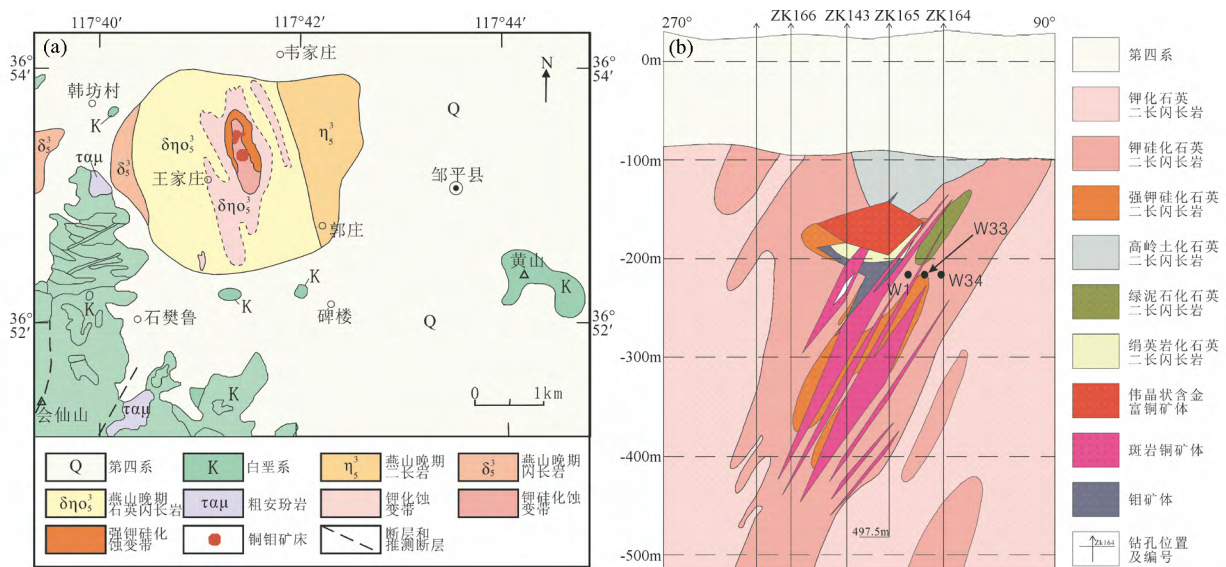 117°40′
117°42′
117°44′
(a)
36°
54′
36°
54′
韦家庄
N
韩坊村
K
Q
δ₅³
ταμ
δ₅³
δηο₅³
η₅³
王家庄
邹平县
δηο₅³
郭庄
黄山
K
K
K
K
36°
52′
36°
52′
石樊鲁
碑楼
Q
K
会仙山
ταμ
0 1km
Q
第四系
K
白垩系
η₅³
燕山晚期
二长岩
δ₅³
燕山晚期
闪长岩
δηο₅³
燕山晚期
石英闪长岩
ταμ
粗安玢岩
钾化蚀
变带
钾硅化蚀
变带
强钾硅化
蚀变带
铜钼矿床
断层和
推测断层
270°
ZK166
ZK143
ZK165
ZK164
90°
(b)
0m
-100m
-200m
-300m
-400m
-500m
W33
W1
W34
497.5m
第四系
钾化石英
二长闪长岩
钾硅化石英
二长闪长岩
强钾硅化石英
二长闪长岩
高岭土化石英
二长闪长岩
绿泥石化石英
二长闪长岩
绢英岩化石英
二长闪长岩
伟晶状含金
富铜矿体
斑岩铜矿体
钼矿体
Zk164
钻孔位置
及编号